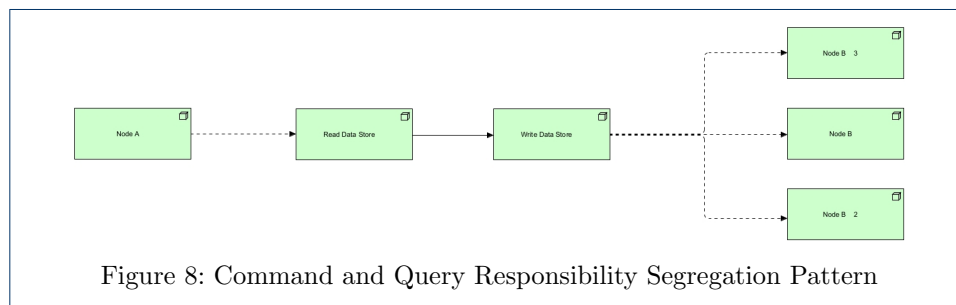 Node B 3
Node A
Read Data Store
Write Data Store
Node B
Node B 2
Figure 8: Command and Query Responsibility Segregation Pattern